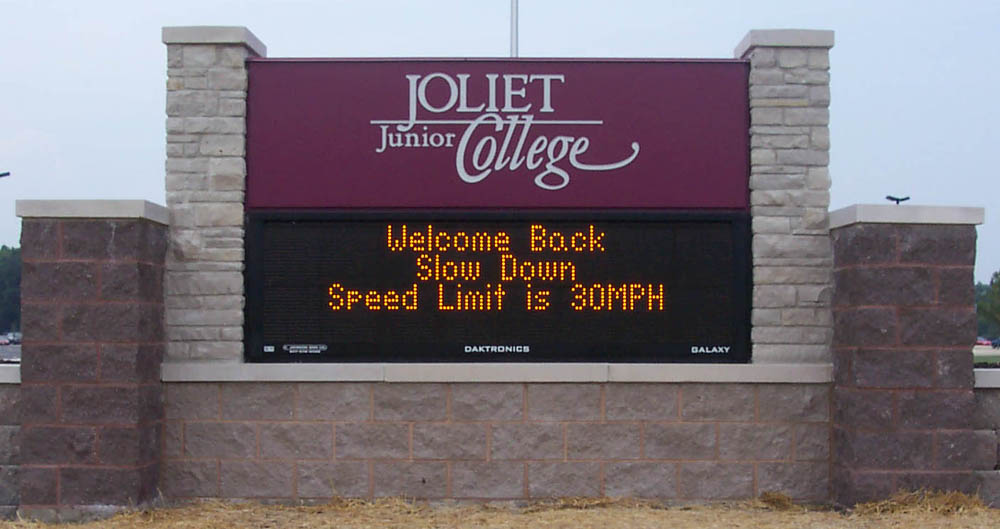 JOLIET
Junior College
Welcome Back
Slow Down
Speed Limit is 30MPH
DAKTRONICS
GALAXY